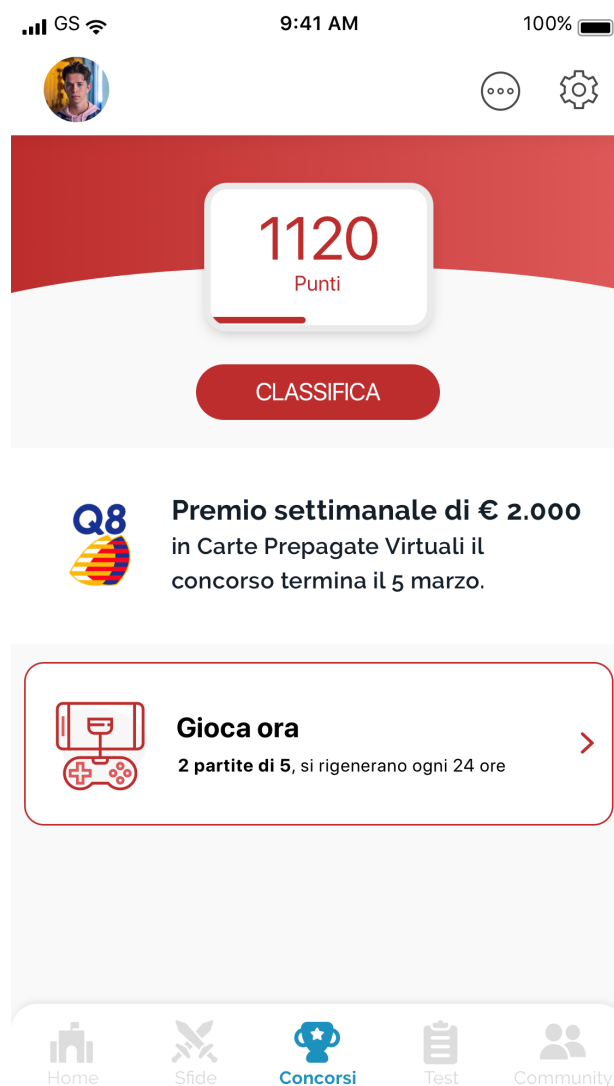 GS 9:41 AM 100%
1120
Punti
CLASSIFICA
Q8
Premio settimanale di € 2.000
in Carte Prepagate Virtuali il
concorso termina il 5 marzo.
Gioca ora
2 partite di 5, si rigenerano ogni 24 ore
Home Sfide Concorsi Test Community